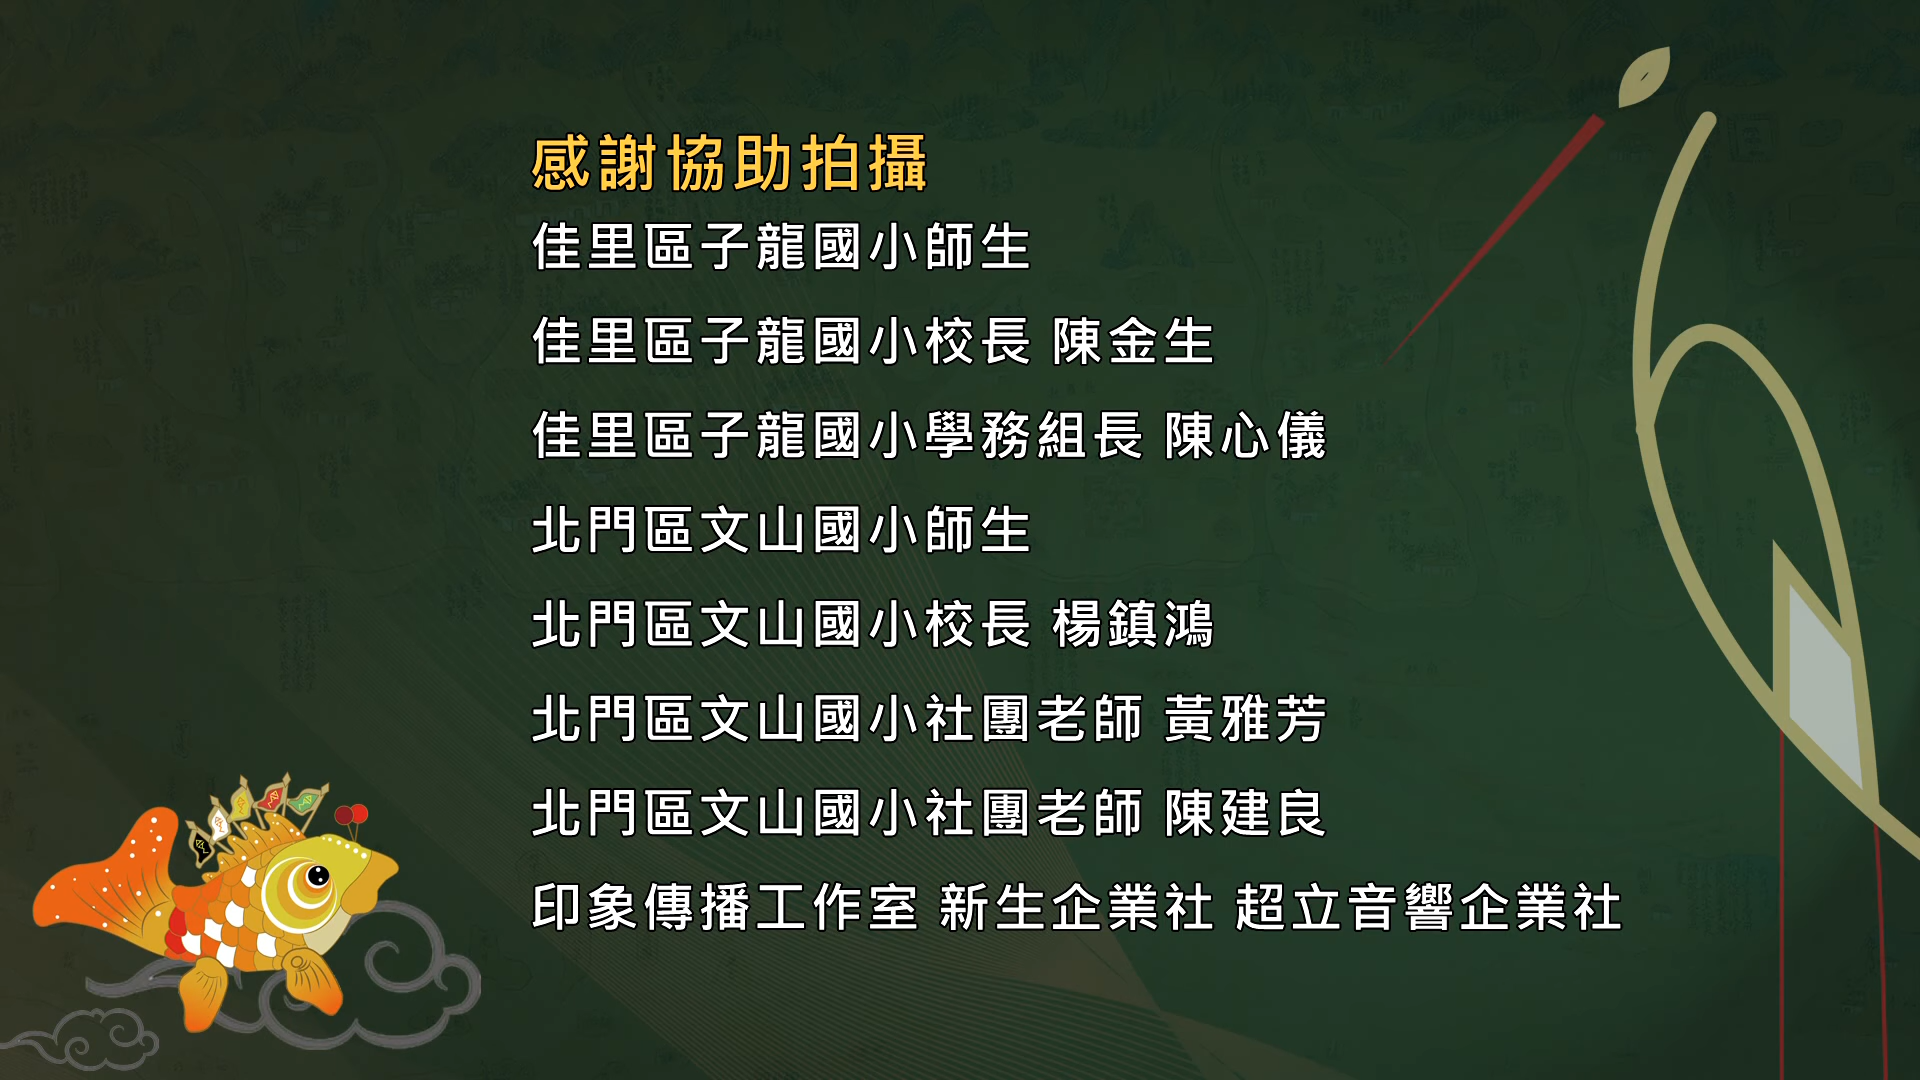 感謝協助拍攝
佳里區子龍國小師生
佳里區子龍國小校長 陳金生
佳里區子龍國小學務組長 陳心儀
北門區文山國小師生
北門區文山國小校長 楊鎮鴻
北門區文山國小社團老師 黃雅芳
北門區文山國小社團老師 陳建良
印象傳播工作室 新生企業社 超立音響企業社